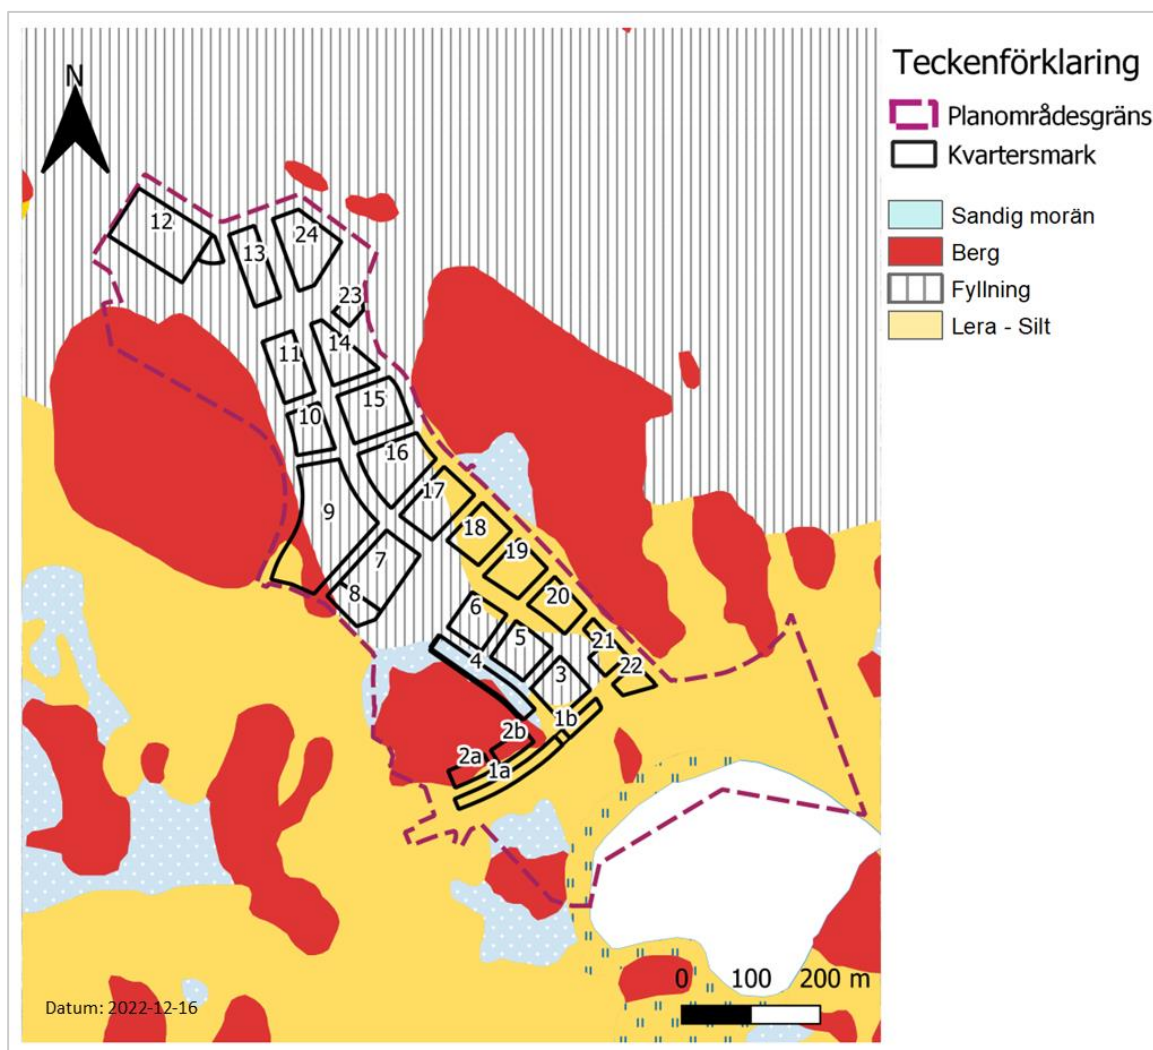 N
Teckenförklaring
Planområdesgräns
Kvartersmark
Sandig morän
Berg
Fyllning
Lera - Silt
12
13
24
23
11
14
10
15
16
9
17
18
7
19
8
20
6
5
21
4
3
22
1b
2b
2a
1a
0 100 200 m
Datum: 2022-12-16